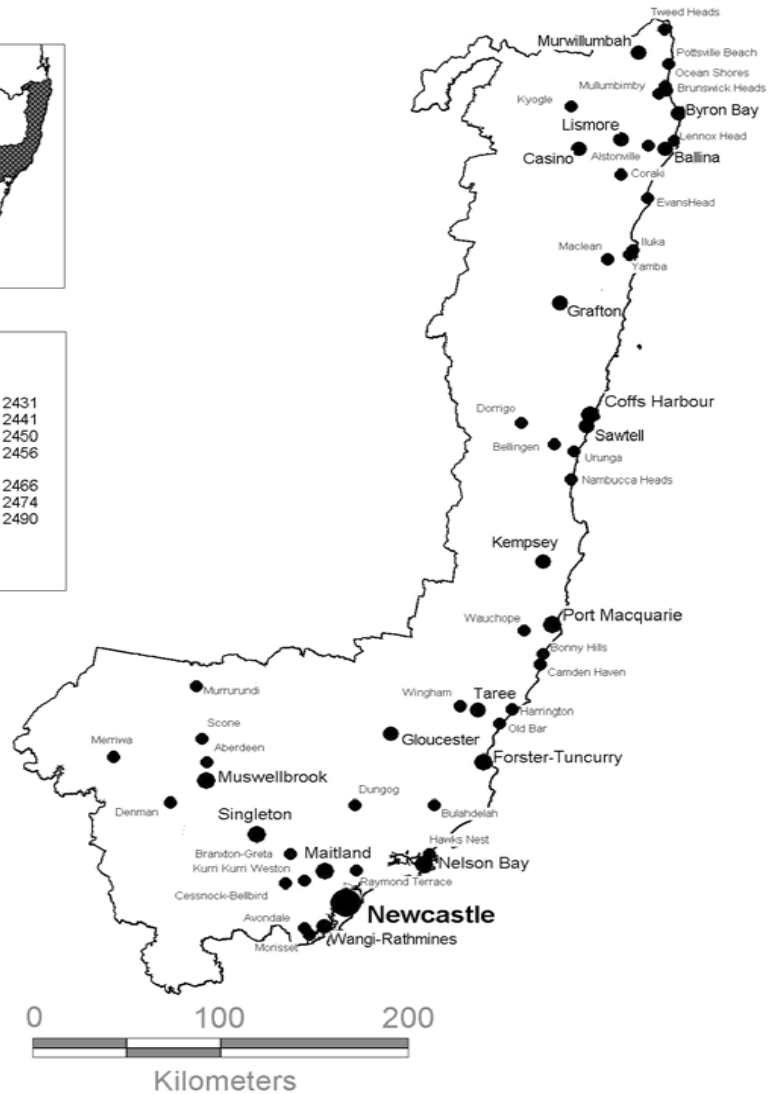 Tweed Heads
Murwillumbah
Pottsville Beach
Ocean Shores
Mullumbimby
Brunswick Heads
Kyogle
Byron Bay
Lismore
Lennox Head
Casino
Alstonville
Ballina
Coraki
EvansHead
Maclean
Iluka
Yamba
Grafton
2431
2441
2450
2456
2466
2474
2490
Dorrigo
Coffs Harbour
Sawtell
Bellingen
Urunga
Nambucca Heads
Kempsey
Wauchope
Port Macquarie
Bonny Hills
Camden Haven
Murrurundi
Wingham
Taree
Harrington
Old Bar
Scone
Merriwa
Aberdeen
Gloucester
Forster-Tuncurry
Muswellbrook
Denman
Dungog
Bulahdelah
Singleton
Hawks Nest
Branxton-Greta
Maitland
Nelson Bay
Kurri Kurri Weston
Raymond Terrace
Cessnock-Bellbird
Newcastle
Avondale
Morisset
Wangi-Rathmines
0 100 200
Kilometers